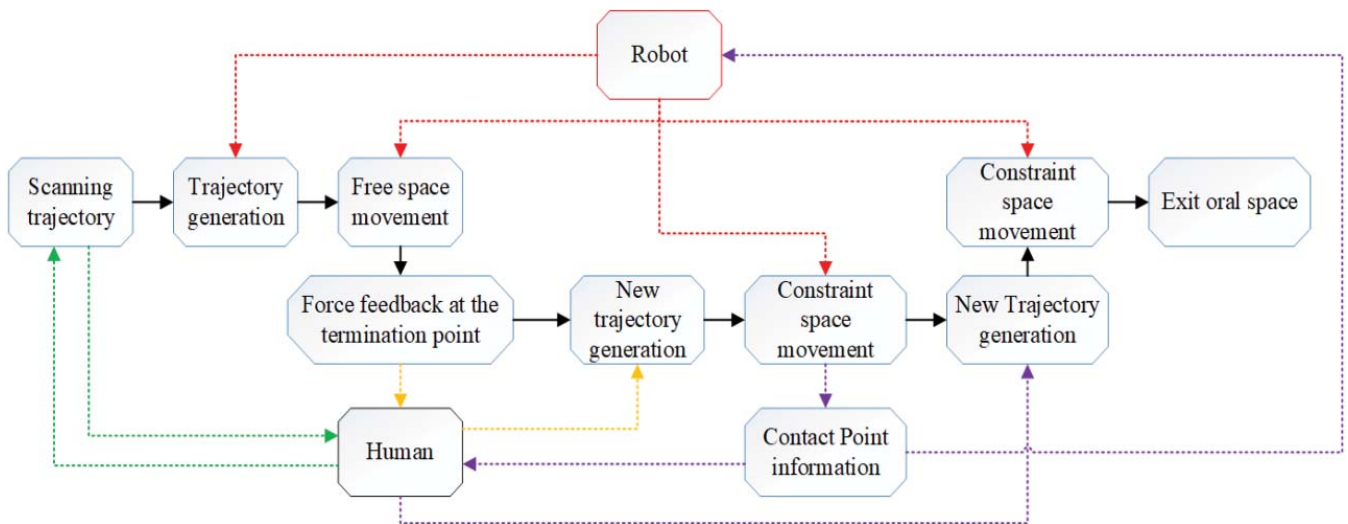 Robot
Scanning
trajectory
Trajectory
generation
Free space
movement
Constraint
space
movement
Exit oral space
Force feedback at the
termination point
New
trajectory
generation
Constraint
space
movement
New Trajectory
generation
Human
Contact Point
information